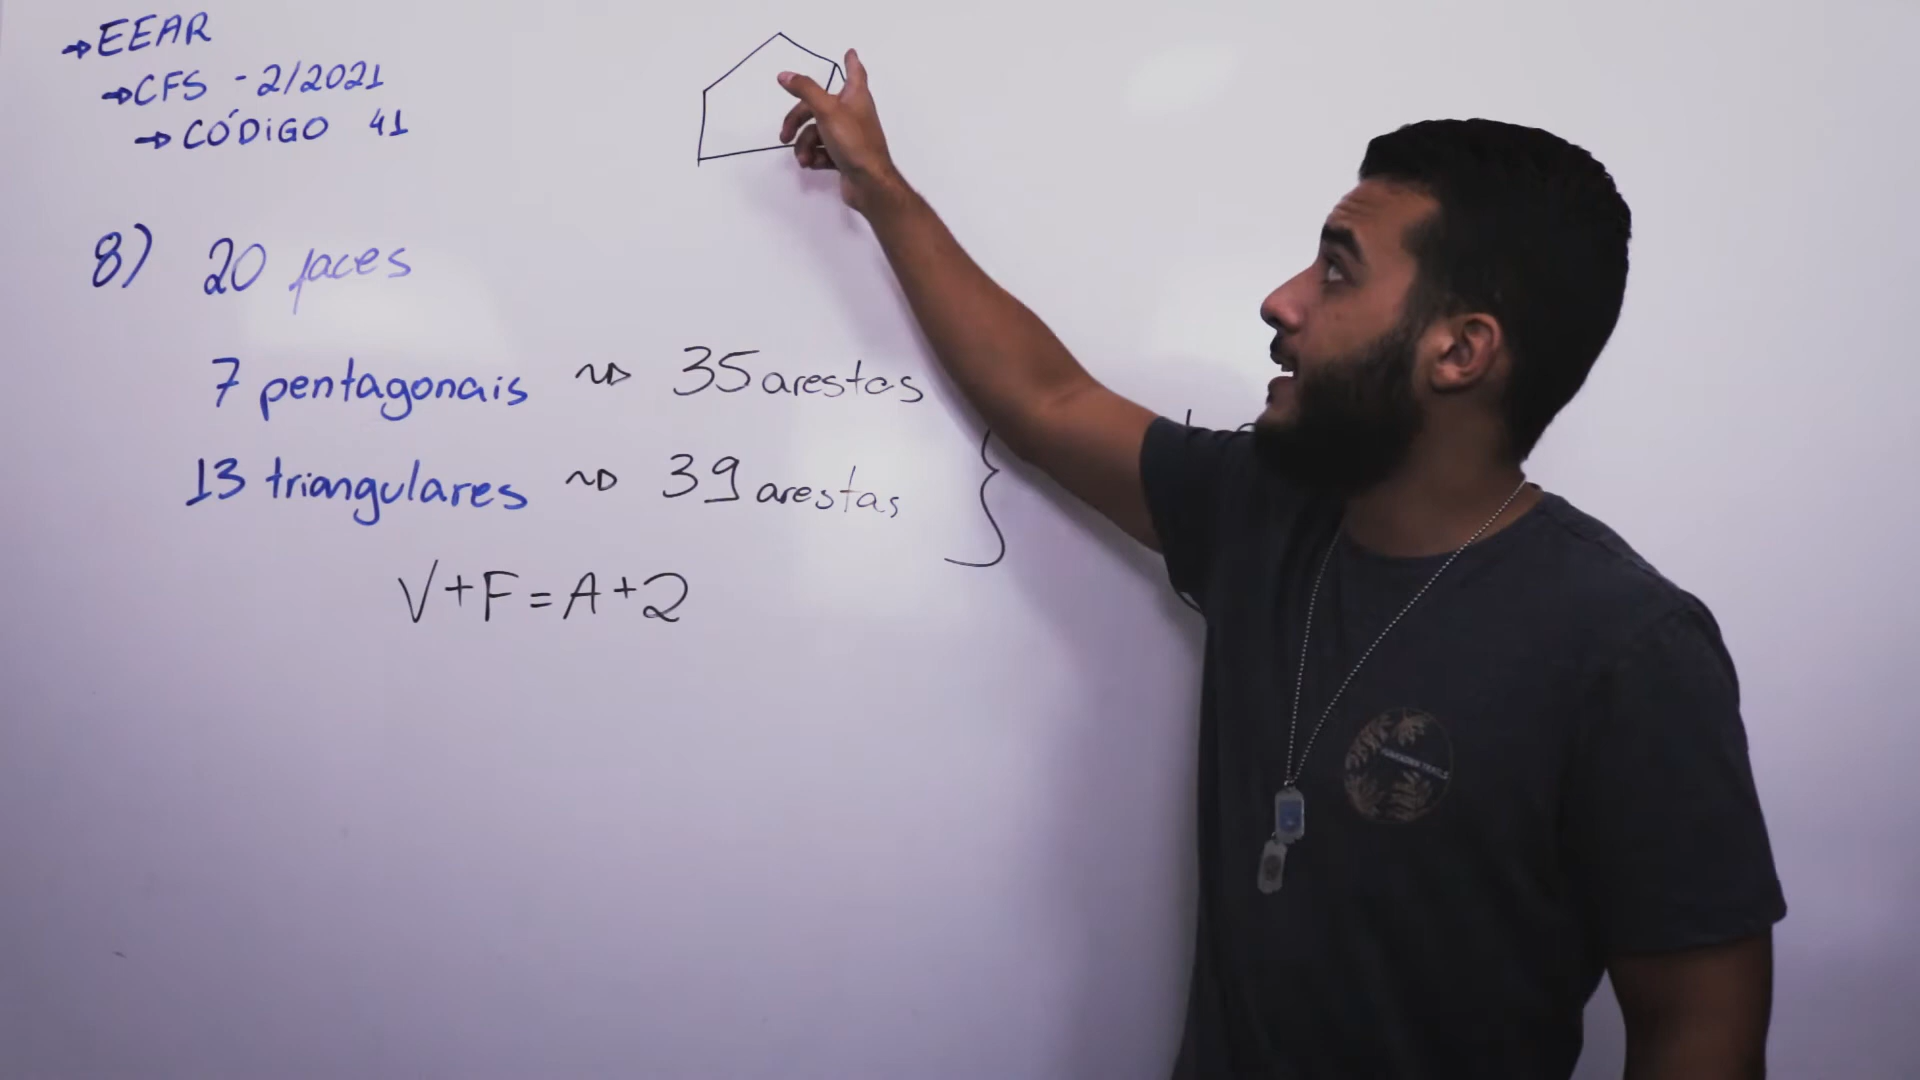 →EEAR
→CFS - 2/2021
→CÓDIGO 41
8) 20 faces
7 pentagonais ~> 35 arestas
13 triangulares ~> 39 arestas
V+F=A+2